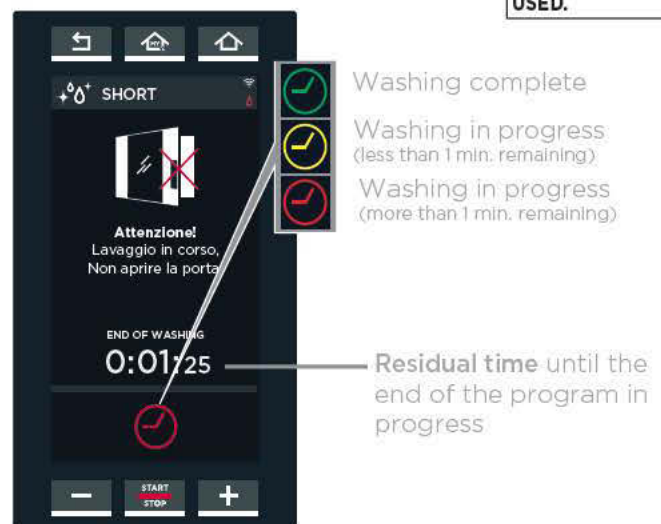 USED.
MY
SHORT
Washing complete
Washing in progress
(less than 1 min. remaining)
Washing in progress
(more than 1 min. remaining)
Attenzione!
Lavaggio in corso,
Non aprire la porta
END OF WASHING
0:01:25
Residual time until the
end of the program in
progress
START
STOP